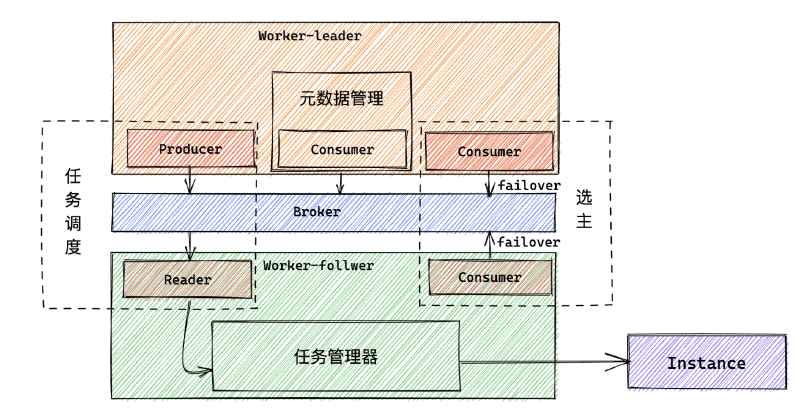 Worker-leader
元数据管理
Producer
Consumer
Consumer
任务调度
failover
选主
Broker
failover
Worker-follwer
Reader
Consumer
任务管理器
Instance